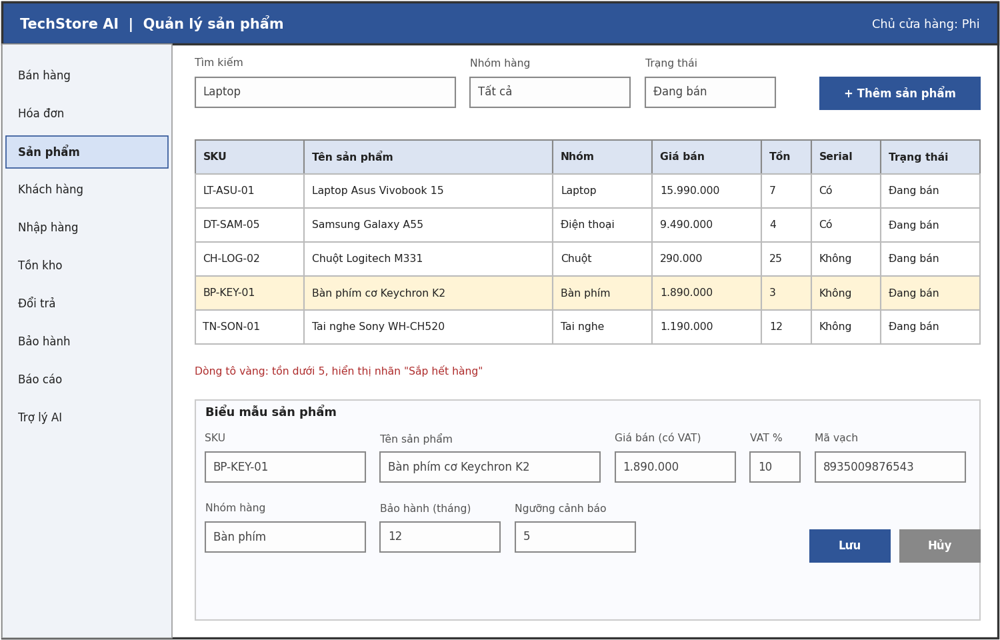 TechStore AI | Quản lý sản phẩm
Chủ cửa hàng: Phi
Bán hàng
Hóa đơn
Sản phẩm
Khách hàng
Nhập hàng
Tồn kho
Đổi trả
Bảo hành
Báo cáo
Trợ lý AI
Tìm kiếm Nhóm hàng Trạng thái
Laptop Tất cả Đang bán + Thêm sản phẩm
SKU Tên sản phẩm Nhóm Giá bán Tồn Serial Trạng thái
LT-ASU-01 Laptop Asus Vivobook 15 Laptop 15.990.000 7 Có Đang bán
DT-SAM-05 Samsung Galaxy A55 Điện thoại 9.490.000 4 Có Đang bán
CH-LOG-02 Chuột Logitech M331 Chuột 290.000 25 Không Đang bán
BP-KEY-01 Bàn phím cơ Keychron K2 Bàn phím 1.890.000 3 Không Đang bán
TN-SON-01 Tai nghe Sony WH-CH520 Tai nghe 1.190.000 12 Không Đang bán
Dòng tô vàng: tồn dưới 5, hiển thị nhãn "Sắp hết hàng"
Biểu mẫu sản phẩm
SKU Tên sản phẩm Giá bán (có VAT) VAT % Mã vạch
BP-KEY-01 Bàn phím cơ Keychron K2 1.890.000 10 8935009876543
Nhóm hàng Bảo hành (tháng) Ngưỡng cảnh báo
Bàn phím 12 5
Lưu Hủy